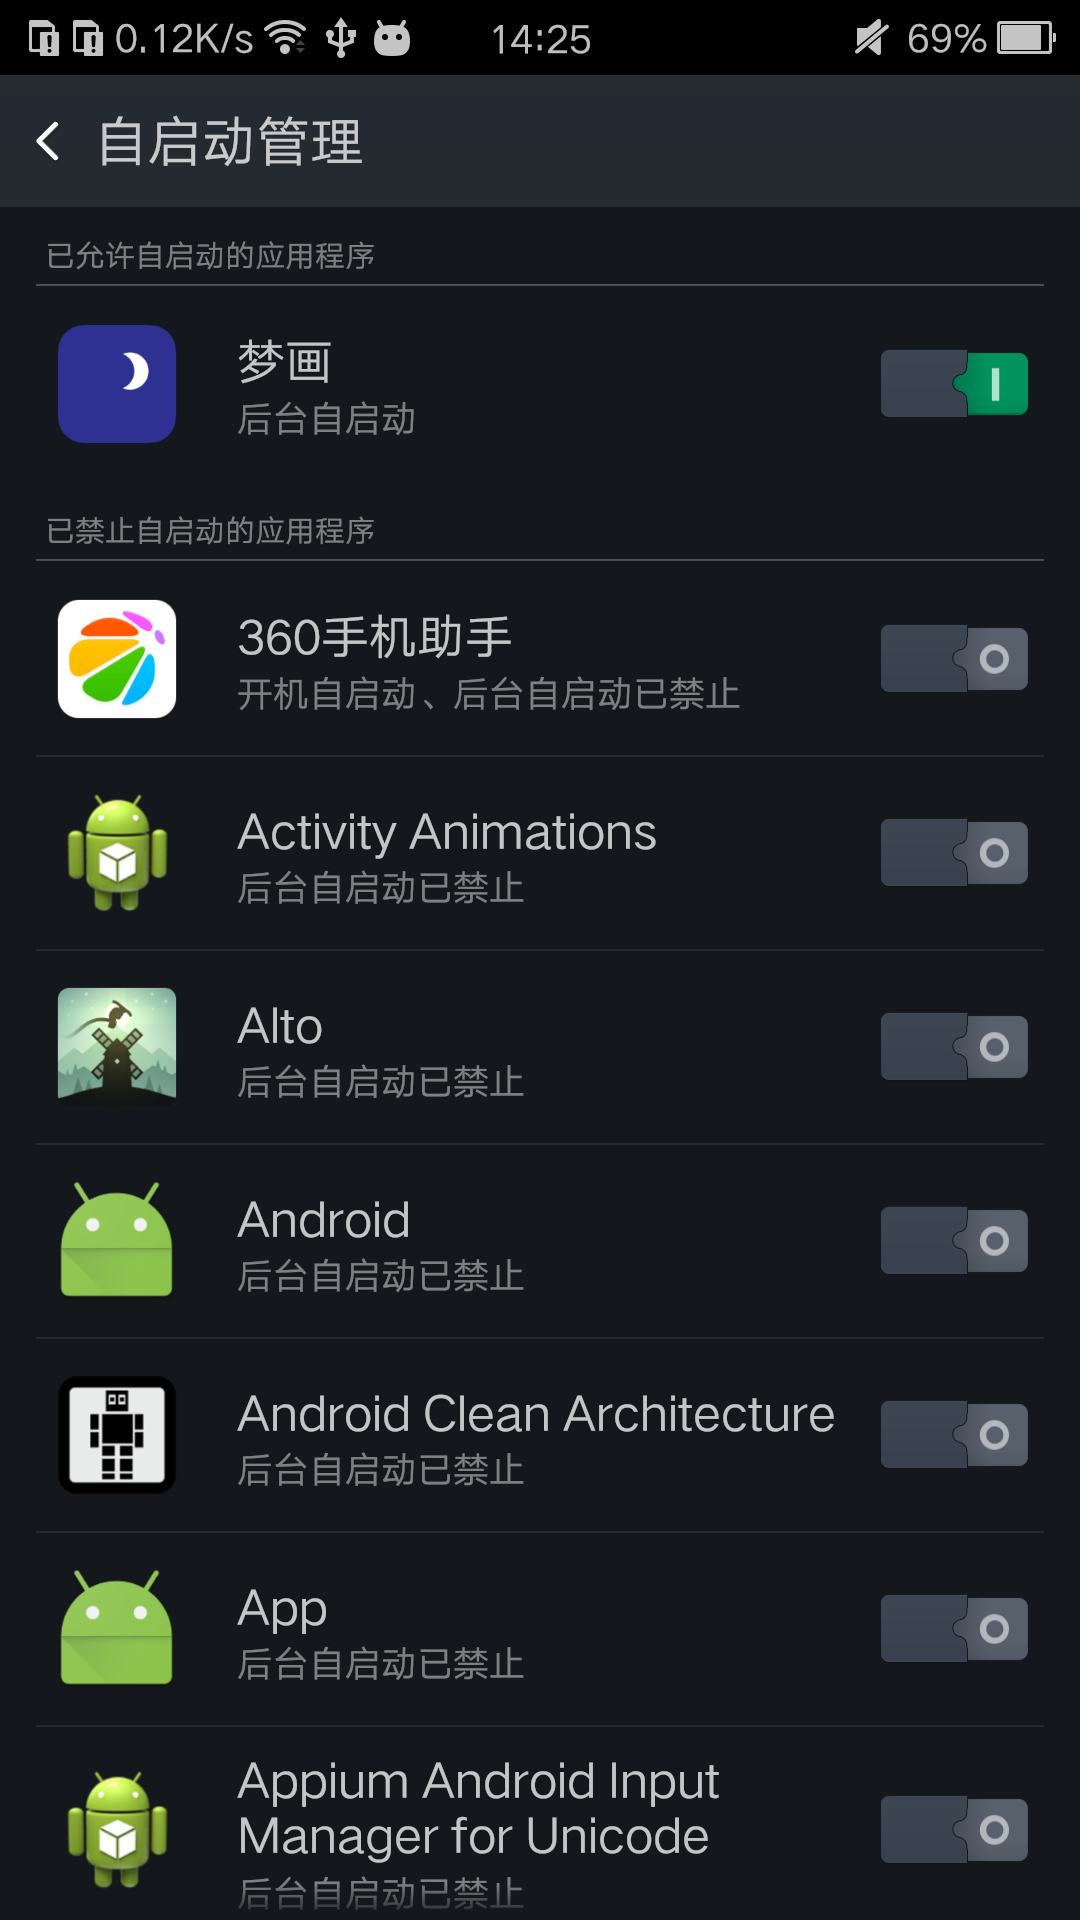 0.12K/s 14:25 69%
自启动管理
已允许自启动的应用程序
梦画
后台自启动
已禁止自启动的应用程序
360手机助手
开机自启动、后台自启动已禁止
Activity Animations
后台自启动已禁止
Alto
后台自启动已禁止
Android
后台自启动已禁止
Android Clean Architecture
后台自启动已禁止
App
后台自启动已禁止
Appium Android Input
Manager for Unicode
后台自启动已禁止